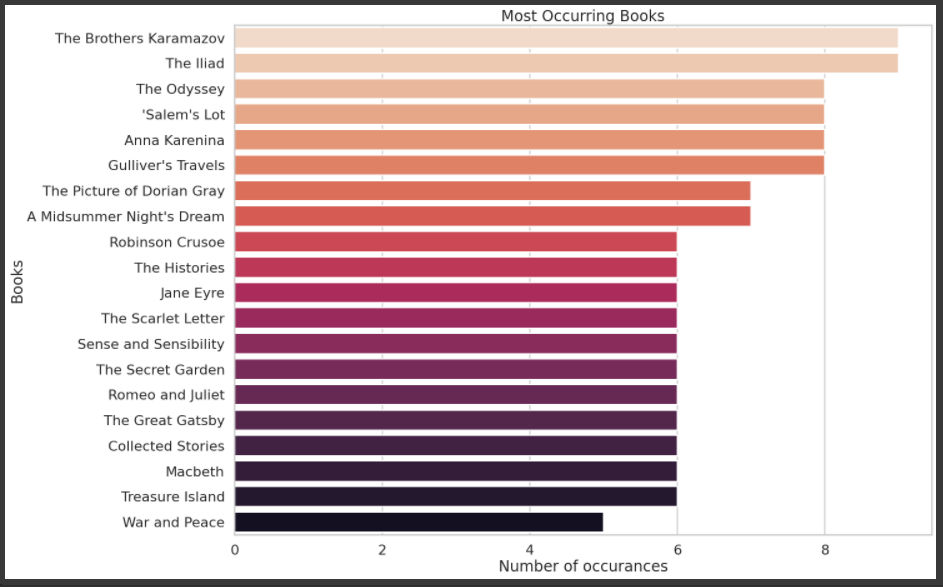 Most Occurring Books
The Brothers Karamazov
The Iliad
The Odyssey
'Salem's Lot
Anna Karenina
Gulliver's Travels
The Picture of Dorian Gray
A Midsummer Night's Dream
Robinson Crusoe
The Histories
Jane Eyre
The Scarlet Letter
Sense and Sensibility
The Secret Garden
Romeo and Juliet
The Great Gatsby
Collected Stories
Macbeth
Treasure Island
War and Peace
Books
0 2 4 6 8
Number of occurances